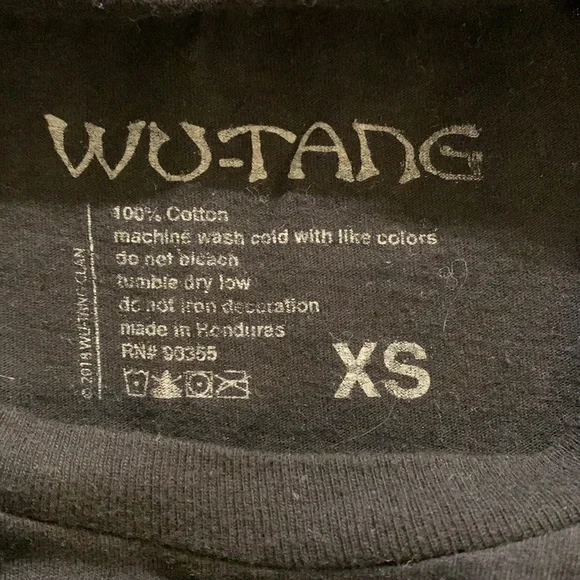 WU-TANG
100% Cotton
machine wash cold with like colors
do not bleach
tumble dry low
do not iron decoration
made in Honduras
RN# 96355
XS
© 2018 WU-TANG CLAN